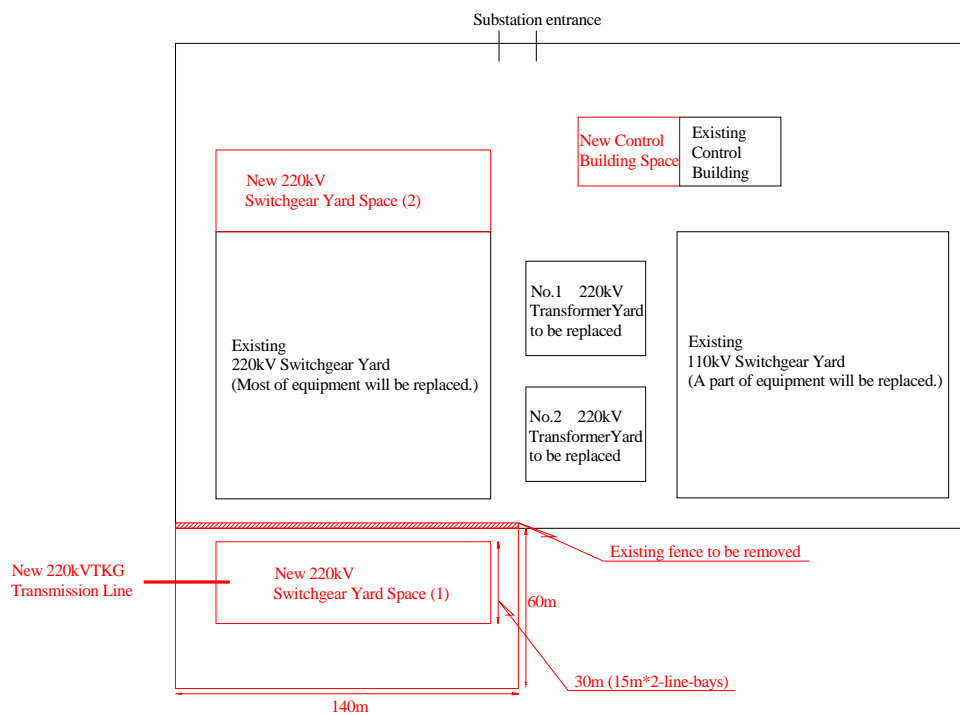 Substation entrance
New Control
Building Space
Existing
Control
Building
New 220kV
Switchgear Yard Space (2)
No.1 220kV
TransformerYard
to be replaced
Existing
220kV Switchgear Yard
(Most of equipment will be replaced.)
Existing
110kV Switchgear Yard
(A part of equipment will be replaced.)
No.2 220kV
TransformerYard
to be replaced
Existing fence to be removed
New 220kVTKG
Transmission Line
New 220kV
Switchgear Yard Space (1)
60m
30m (15m*2-line-bays)
140m